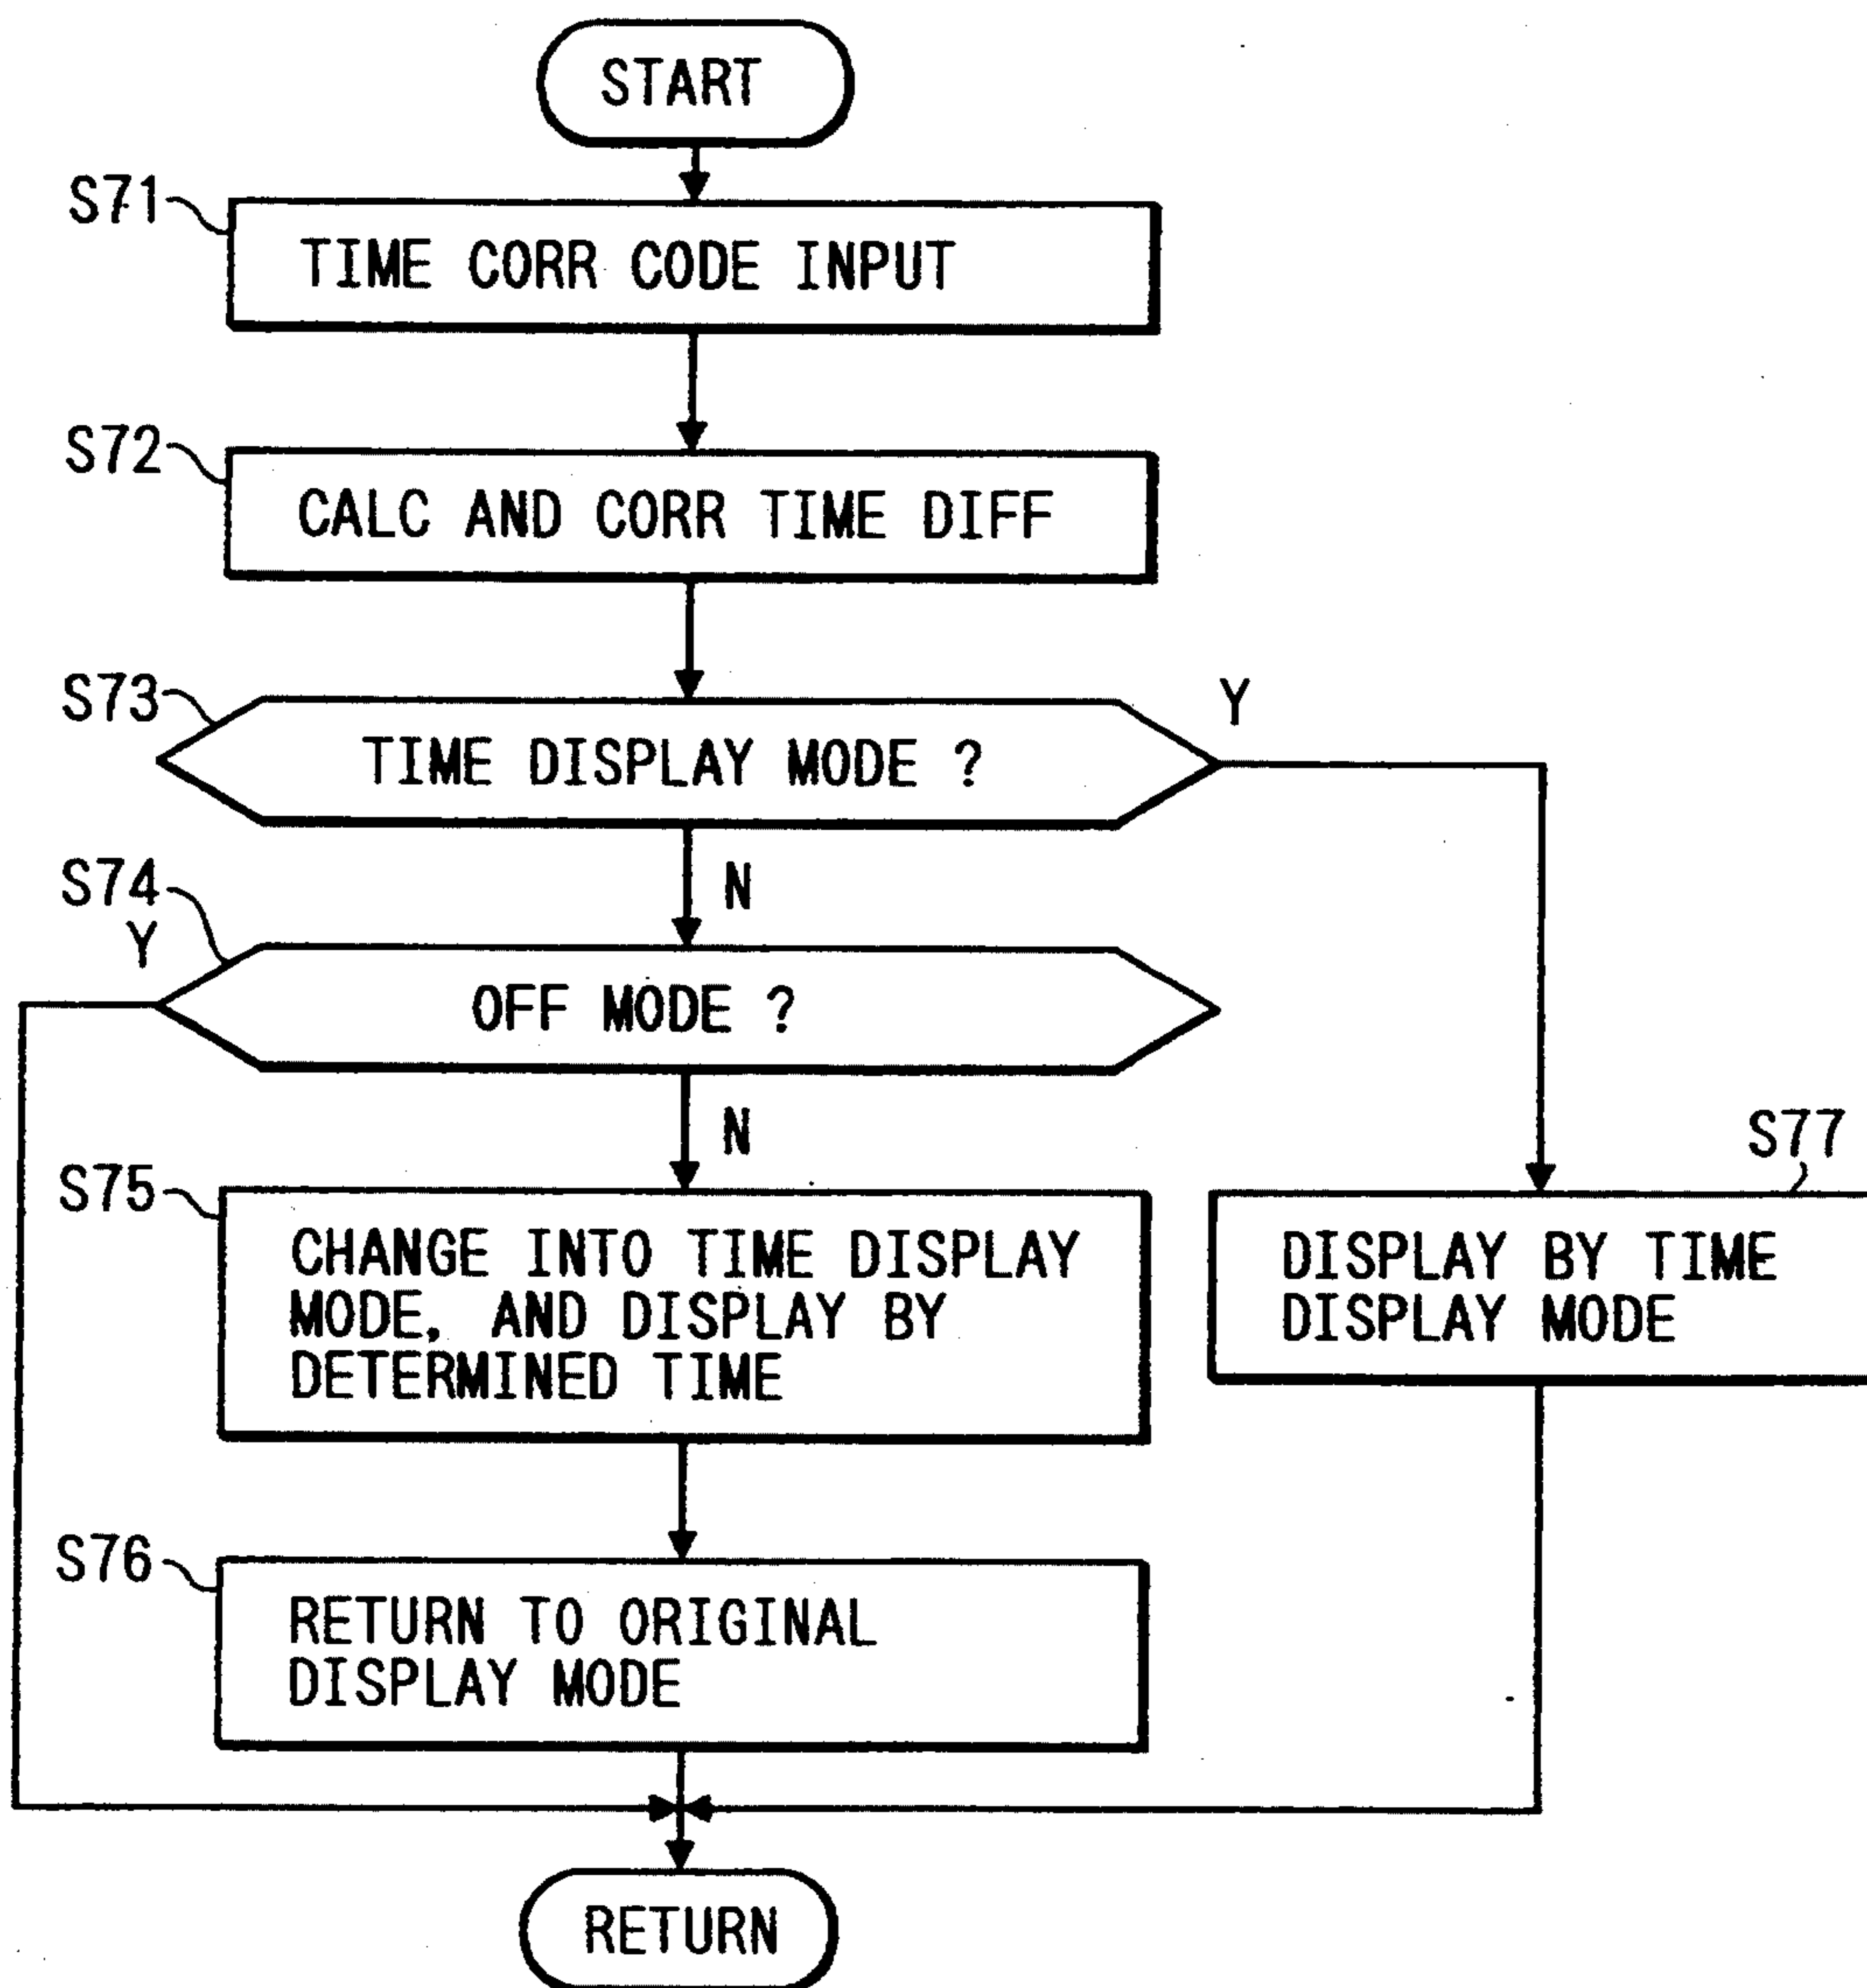 START
S71
TIME CORR CODE INPUT
S72
CALC AND CORR TIME DIFF
S73
Y
TIME DISPLAY MODE ?
N
S74
Y
OFF MODE ?
N
S75
CHANGE INTO TIME DISPLAY
MODE, AND DISPLAY BY
DETERMINED TIME
S77
DISPLAY BY TIME
DISPLAY MODE
S76
RETURN TO ORIGINAL
DISPLAY MODE
RETURN